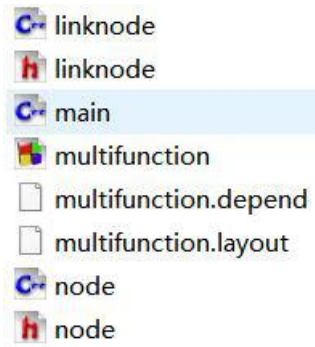 C++ linknode
h linknode
C++ main
multifunction
multifunction.depend
multifunction.layout
C++ node
h node